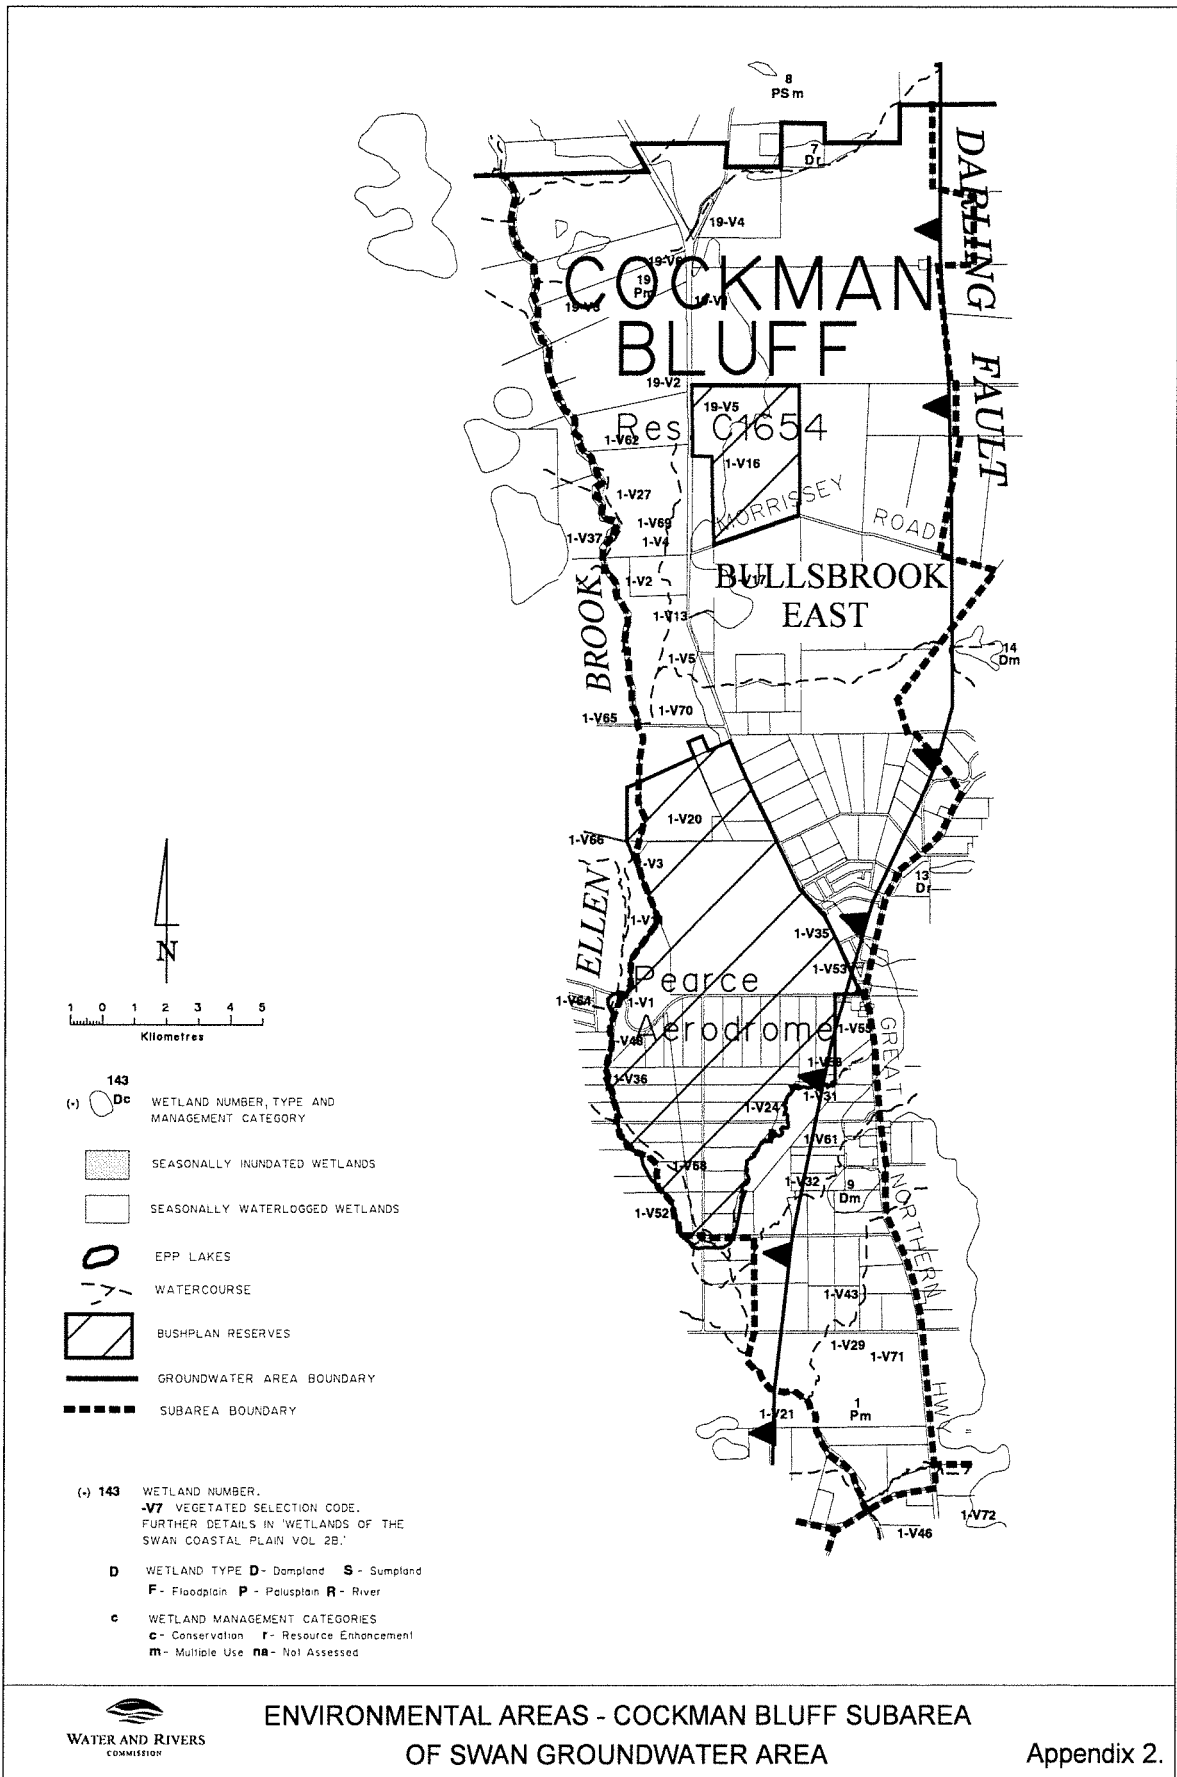 8
PSm
7
Dr
DARLING FAULT
19-V4
19
Pm
COCKMAN
BLUFF
19-V2
19-V5
Res C1654
1-V62
1-V16
1-V27
MORRISSEY ROAD
1-V69
1-V37
1-V4
1-V2
BULLSBROOK
EAST
1-V17
1-V13
14
Dm
1-V5
ELLEN BROOK
1-V70
1-V65
1-V20
1-V66
-V3
13
Dr
1-V35
1-V53
Pearce
Aerodrome
1-V64
1-V1
1-V55
GREAT NORTHERN HWY
1-V36
1-V31
1-V24
1-V61
1-V68
1-V32
9
Dm
1-V52
1-V43
1-V29
1-V71
1
Pm
1-V21
1-V72
1-V46
N
1 0 1 2 3 4 5
Kilometres
143
(-) Dc WETLAND NUMBER, TYPE AND
MANAGEMENT CATEGORY
SEASONALLY INUNDATED WETLANDS
SEASONALLY WATERLOGGED WETLANDS
EPP LAKES
WATERCOURSE
BUSHPLAN RESERVES
GROUNDWATER AREA BOUNDARY
SUBAREA BOUNDARY
(-) 143 WETLAND NUMBER.
-V7 VEGETATED SELECTION CODE.
FURTHER DETAILS IN 'WETLANDS OF THE
SWAN COASTAL PLAIN VOL 2B.'
D WETLAND TYPE D- Dampland S - Sumpland
F- Floodplain P - Palusplain R - River
c WETLAND MANAGEMENT CATEGORIES
c- Conservation r- Resource Enhancement
m- Multiple Use na- Not Assessed
WATER AND RIVERS
COMMISSION
ENVIRONMENTAL AREAS - COCKMAN BLUFF SUBAREA
OF SWAN GROUNDWATER AREA
Appendix 2.